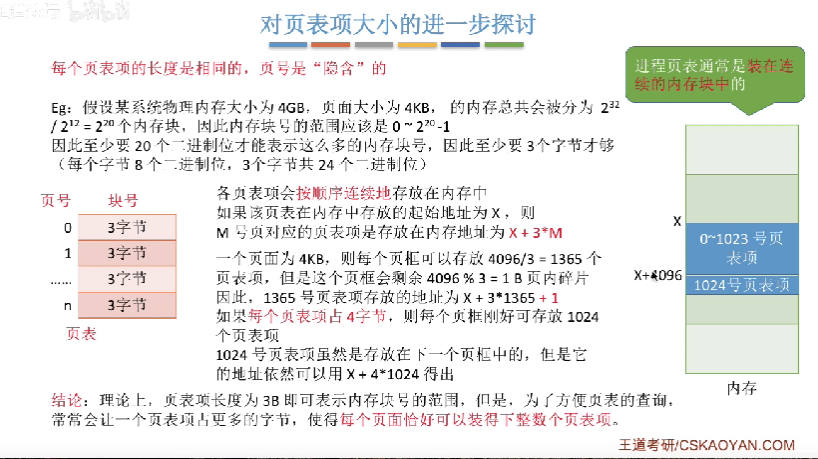 对页表项大小的进一步探讨
每个页表项的长度是相同的，页号是“隐含”的
进程页表通常是装在连
续的内存块中的
Eg：假设某系统物理内存大小为 4GB，页面大小为 4KB， 的内存总共会被分为 2³²
/ 2¹² = 2²⁰ 个内存块，因此内存块号的范围应该是 0 ~ 2²⁰ -1
因此至少要 20 个二进制位才能表示这么多的内存块号，因此至少要 3个字节才够
（每个字节 8 个二进制位，3个字节共 24 个二进制位）
页号 块号
0 3字节
1 3字节
…… 3字节
n 3字节
页表
各页表项会按顺序连续地存放在内存中
如果该页表在内存中存放的起始地址为 X ，则
M 号页对应的页表项是存放在内存地址为 X + 3*M
一个页面为 4KB，则每个页框可以存放 4096/3 = 1365 个
页表项，但是这个页框会剩余 4096 % 3 = 1 B 页内碎片
因此，1365 号页表项存放的地址为 X + 3*1365 + 1
如果每个页表项占 4字节，则每个页框刚好可存放 1024
个页表项
1024 号页表项虽然是存放在下一个页框中的，但是它
的地址依然可以用 X + 4*1024 得出
X
0~1023 号页
表项
X+4096
1024号页表项
内存
结论：理论上，页表项长度为 3B 即可表示内存块号的范围，但是，为了方便页表的查询，
常常会让一个页表项占更多的字节，使得每个页面恰好可以装得下整数个页表项。
王道考研/CSKAOYAN.COM